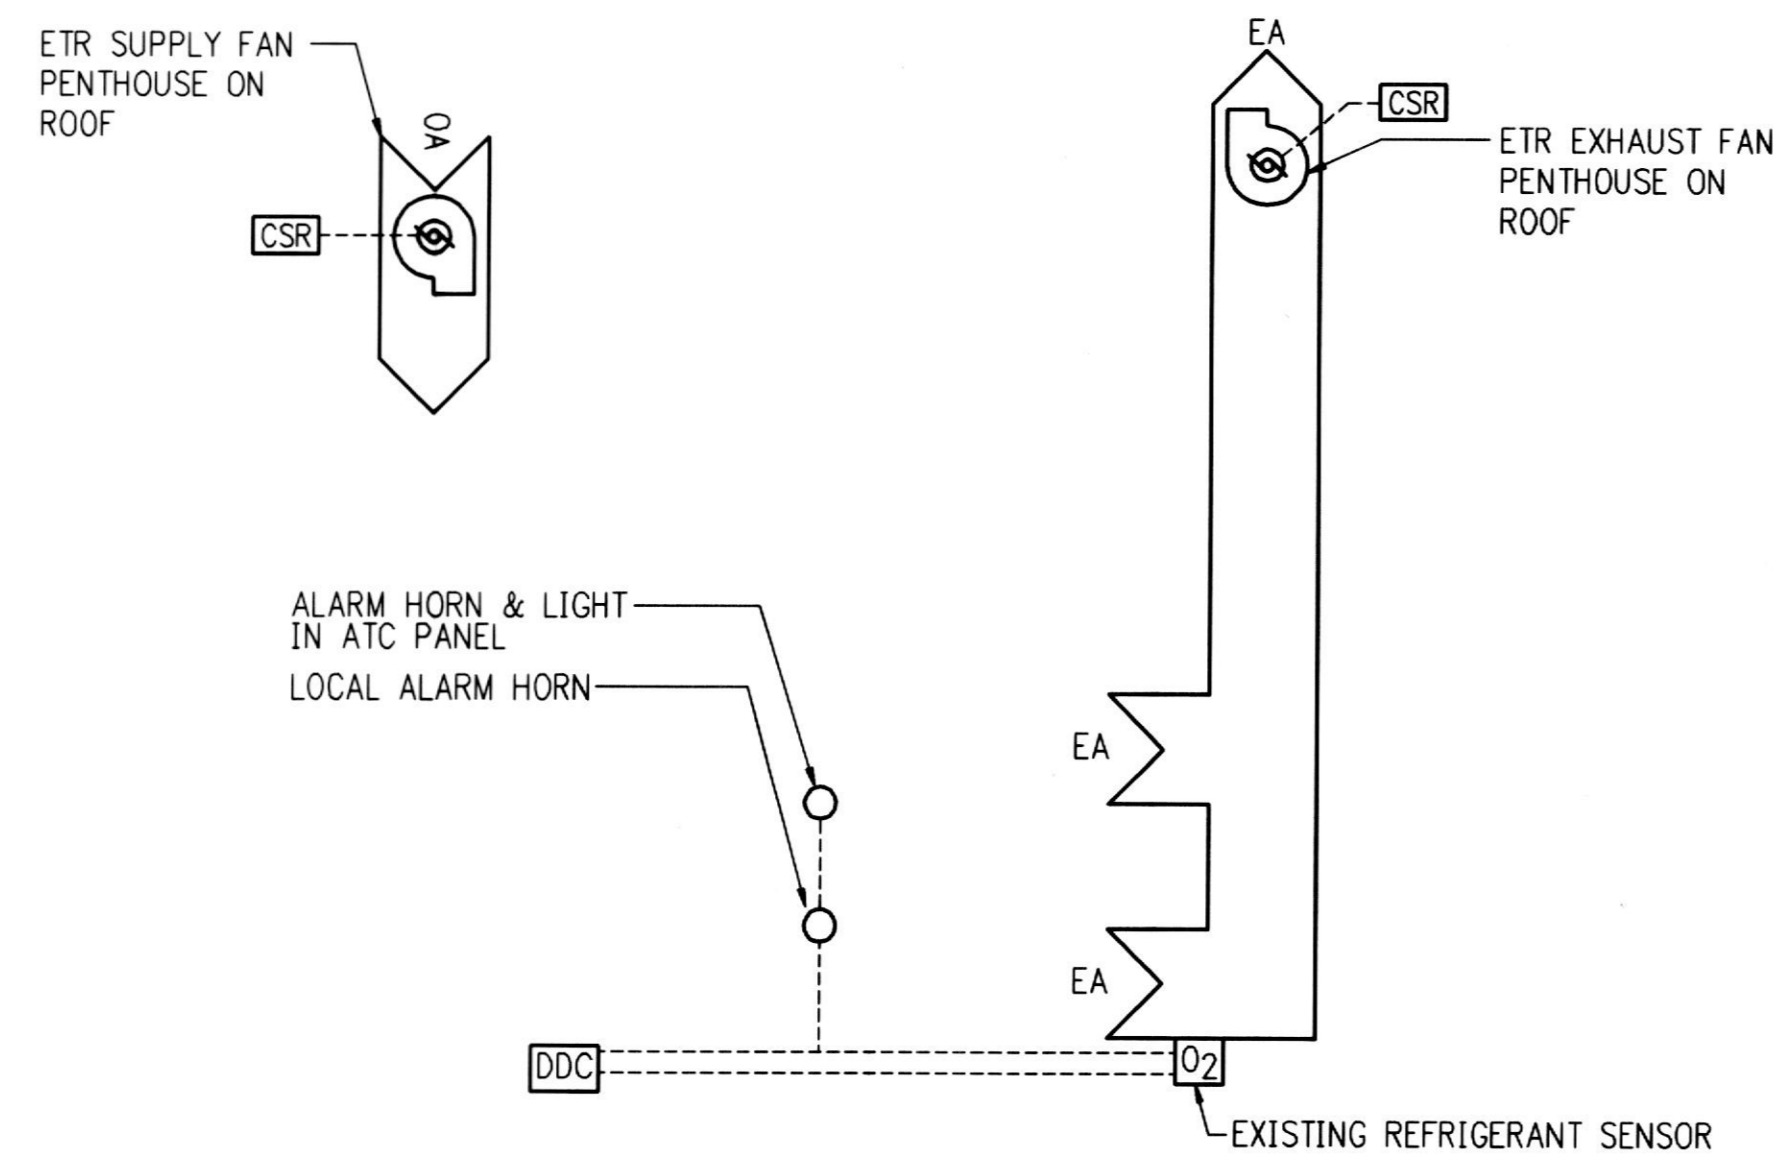 ETR SUPPLY FAN
PENTHOUSE ON
ROOF
OA
CSR
EA
CSR
ETR EXHAUST FAN
PENTHOUSE ON
ROOF
ALARM HORN & LIGHT
IN ATC PANEL
LOCAL ALARM HORN
EA
EA
DDC
O2
EXISTING REFRIGERANT SENSOR